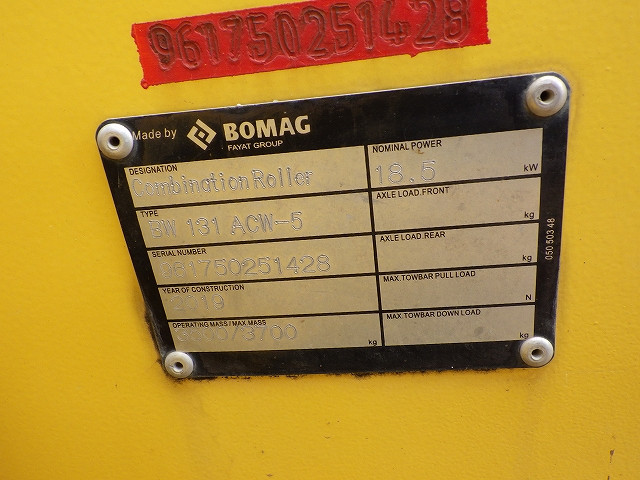 961750251428
Made by BOMAG
FAYAT GROUP
DESIGNATION
Combination Roller
TYPE
BW 131 ACW-5
SERIAL NUMBER
961750251428
YEAR OF CONSTRUCTION
2019
OPERATING MASS / MAX.MASS
kg
NOMINAL POWER
18.5 kW
AXLE LOAD.FRONT
kg
AXLE LOAD.REAR
kg
MAX.TOWBAR PULL LOAD
N
MAX.TOWBAR DOWN LOAD
kg
050 503 48